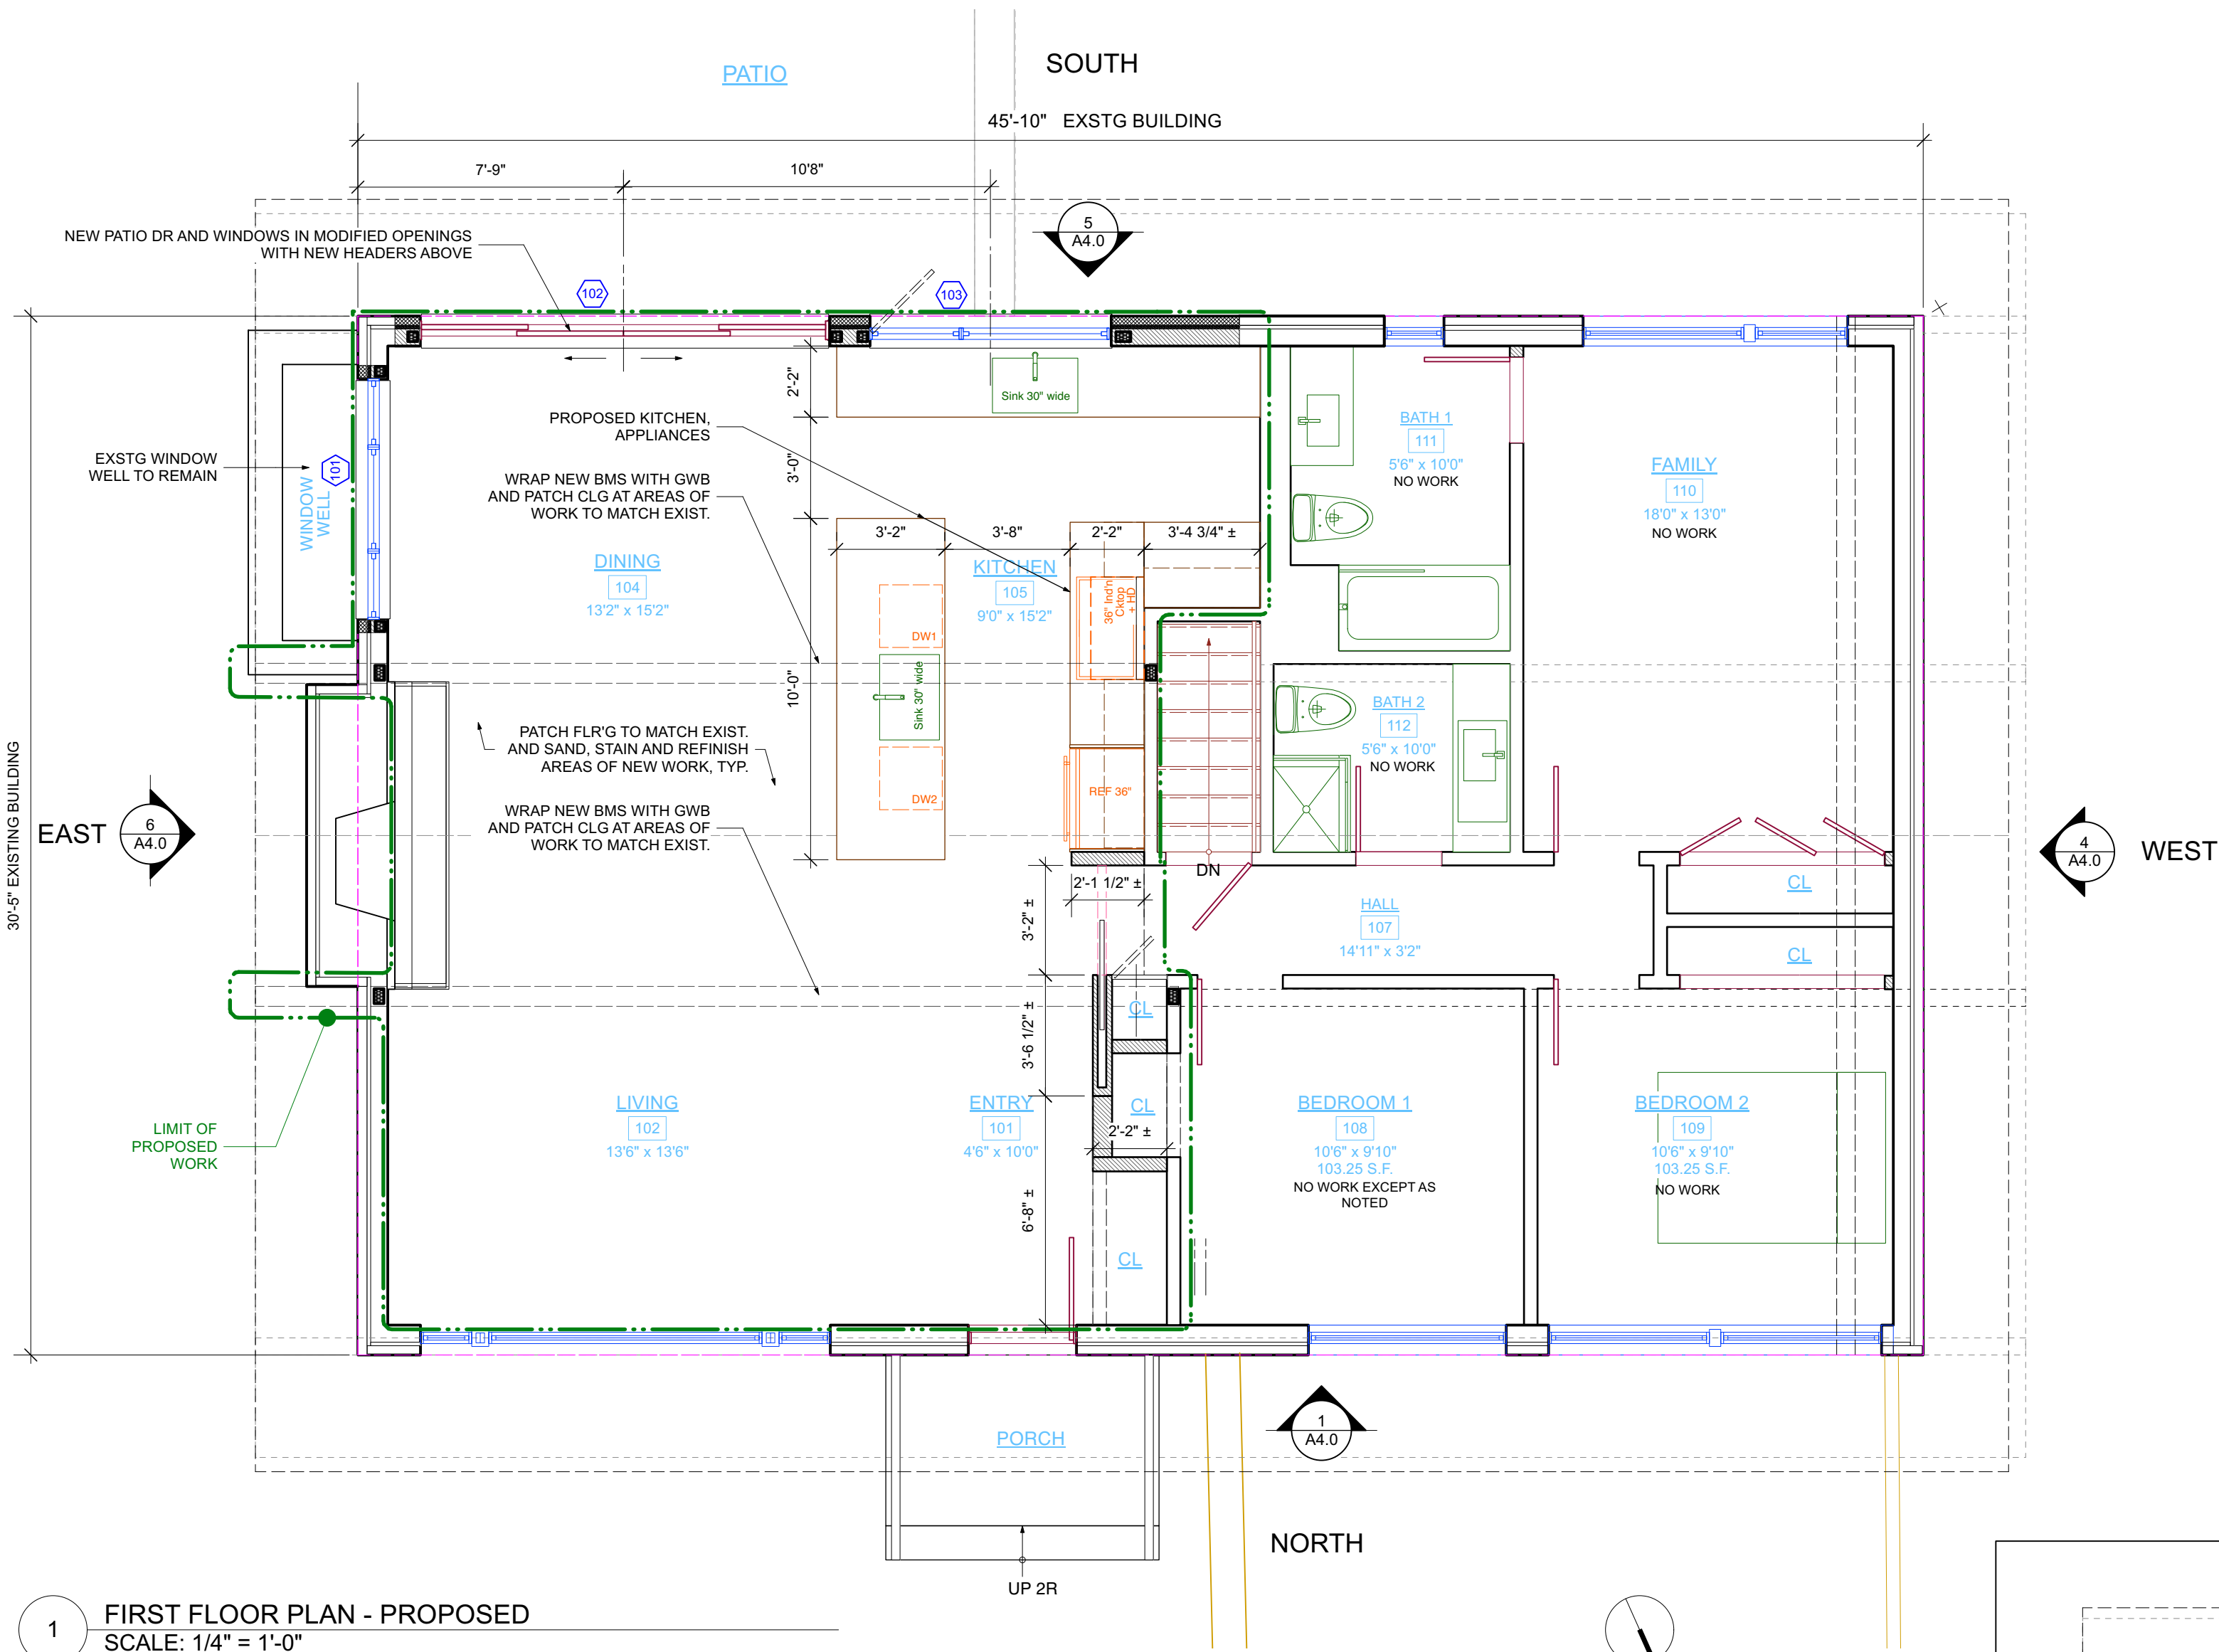 PATIO
SOUTH
45'-10" EXSTG BUILDING
7'-9"
10'8"
5
A4.0
NEW PATIO DR AND WINDOWS IN MODIFIED OPENINGS
WITH NEW HEADERS ABOVE
102
103
Sink 30" wide
2'-2"
PROPOSED KITCHEN,
APPLIANCES
BATH 1
111
5'6" x 10'0"
NO WORK
EXSTG WINDOW
WELL TO REMAIN
101
WINDOW
WELL
WRAP NEW BMS WITH GWB
AND PATCH CLG AT AREAS OF
WORK TO MATCH EXIST.
3'-0"
FAMILY
110
18'0" x 13'0"
NO WORK
3'-2"
3'-8"
2'-2"
3'-4 3/4" ±
DINING
104
13'2" x 15'2"
KITCHEN
105
9'0" x 15'2"
36" Ind'n
Cktop
+ HD
DW1
Sink 30" wide
10'-0"
DW2
REF 36"
BATH 2
112
5'6" x 10'0"
NO WORK
PATCH FLR'G TO MATCH EXIST.
AND SAND, STAIN AND REFINISH
AREAS OF NEW WORK, TYP.
WRAP NEW BMS WITH GWB
AND PATCH CLG AT AREAS OF
WORK TO MATCH EXIST.
30'-5" EXISTING BUILDING
EAST
6
A4.0
4
A4.0
WEST
DN
2'-1 1/2" ±
3'-2" ±
HALL
107
14'11" x 3'2"
CL
CL
CL
3'-6 1/2" ±
LIVING
102
13'6" x 13'6"
ENTRY
101
4'6" x 10'0"
CL
2'-2" ±
BEDROOM 1
108
10'6" x 9'10"
103.25 S.F.
NO WORK EXCEPT AS
NOTED
BEDROOM 2
109
10'6" x 9'10"
103.25 S.F.
NO WORK
LIMIT OF
PROPOSED
WORK
6'-8" ±
CL
PORCH
1
A4.0
NORTH
UP 2R
1
FIRST FLOOR PLAN - PROPOSED
SCALE: 1/4" = 1'-0"